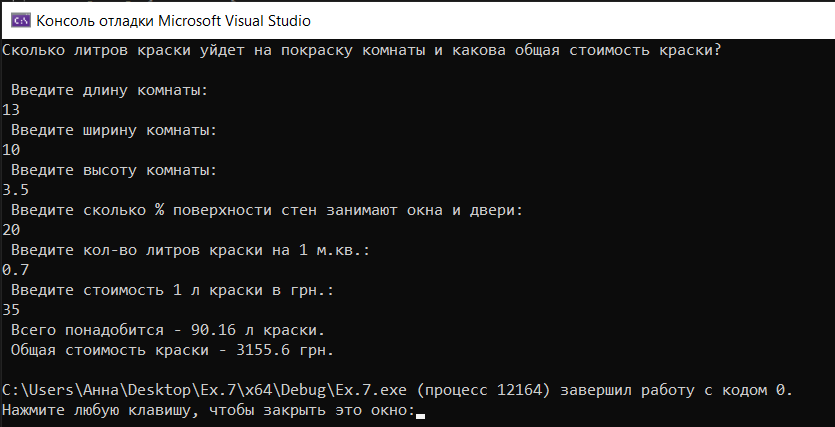 Консоль отладки Microsoft Visual Studio
Сколько литров краски уйдет на покраску комнаты и какова общая стоимость краски?
Введите длину комнаты:
13
Введите ширину комнаты:
10
Введите высоту комнаты:
3.5
Введите сколько % поверхности стен занимают окна и двери:
20
Введите кол-во литров краски на 1 м.кв.:
0.7
Введите стоимость 1 л краски в грн.:
35
Всего понадобится - 90.16 л краски.
Общая стоимость краски - 3155.6 грн.
C:\Users\Анна\Desktop\Ex.7\x64\Debug\Ex.7.exe (процесс 12164) завершил работу с кодом 0.
Нажмите любую клавишу, чтобы закрыть это окно: